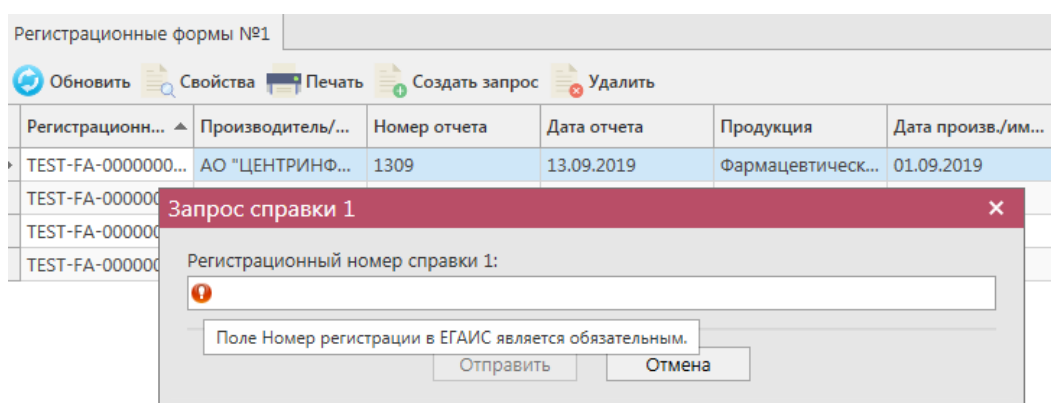 Регистрационные формы №1
Обновить Свойства Печать Создать запрос Удалить
Регистрационн... Производитель/... Номер отчета Дата отчета Продукция Дата произв./им...
TEST-FA-0000000... АО "ЦЕНТРИНФ... 1309 13.09.2019 Фармацевтическ... 01.09.2019
TEST-FA-000000
Запрос справки 1
TEST-FA-000000
TEST-FA-000000
Регистрационный номер справки 1:
Поле Номер регистрации в ЕГАИС является обязательным.
Отправить Отмена